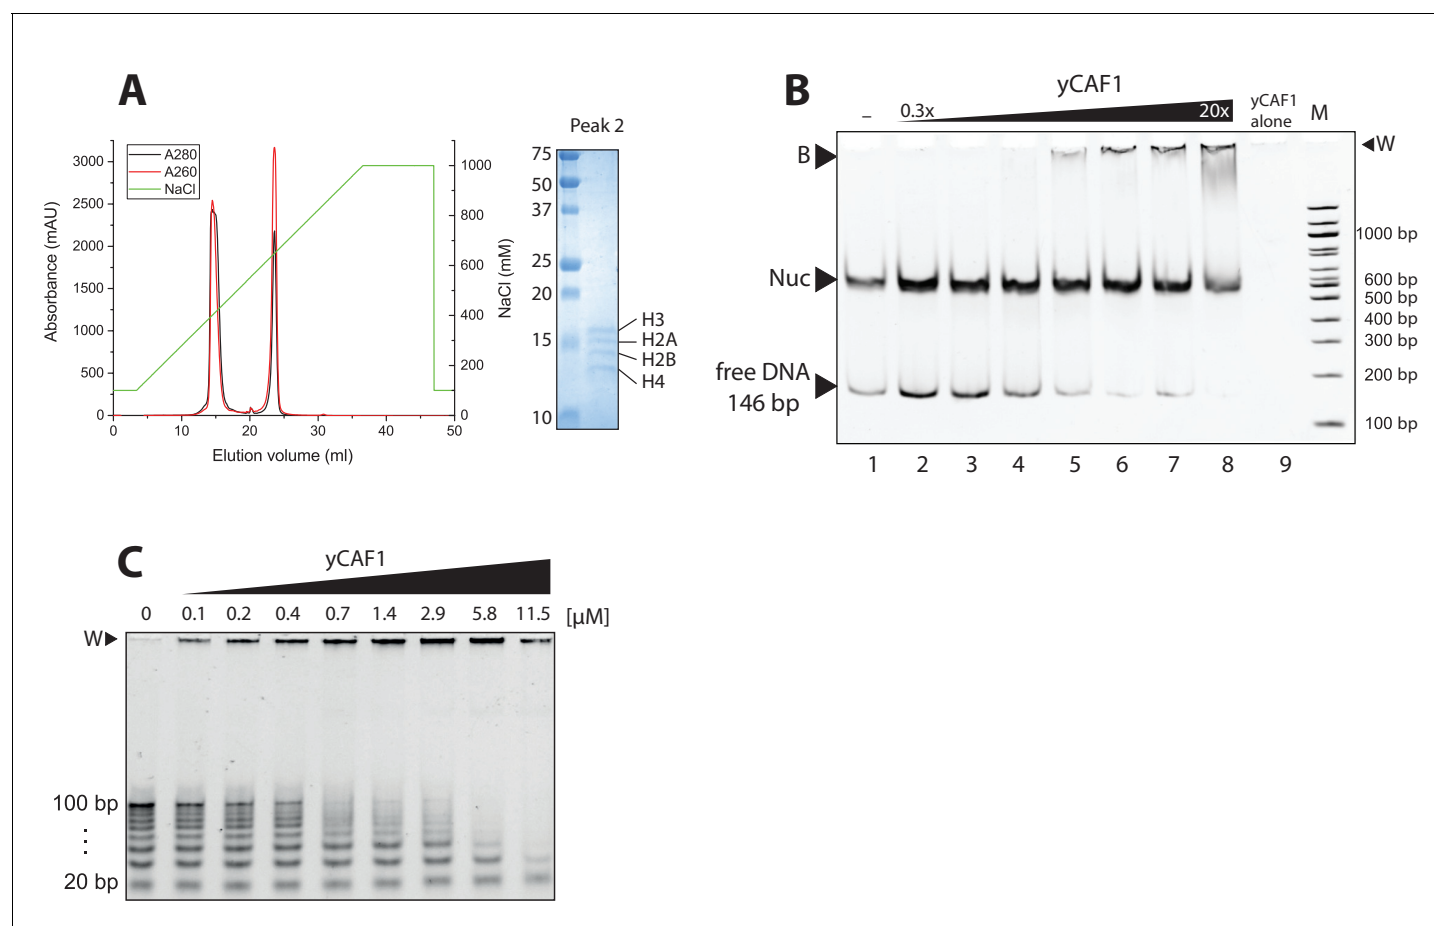 A
Peak 2
A280
A260
NaCl
3000
2500
2000
1500
1000
500
0
Absorbance (mAU)
1000
800
600
400
200
0
NaCl (mM)
0 10 20 30 40 50
Elution volume (ml)
75
50
37
25
20
15
10
H3
H2A
H2B
H4
B
yCAF1
– 0.3x 20x yCAF1 alone M
B
W
Nuc
free DNA
146 bp
1000 bp
600 bp
500 bp
400 bp
300 bp
200 bp
100 bp
1 2 3 4 5 6 7 8 9
C
yCAF1
0 0.1 0.2 0.4 0.7 1.4 2.9 5.8 11.5 [µM]
W
100 bp
⋮
20 bp